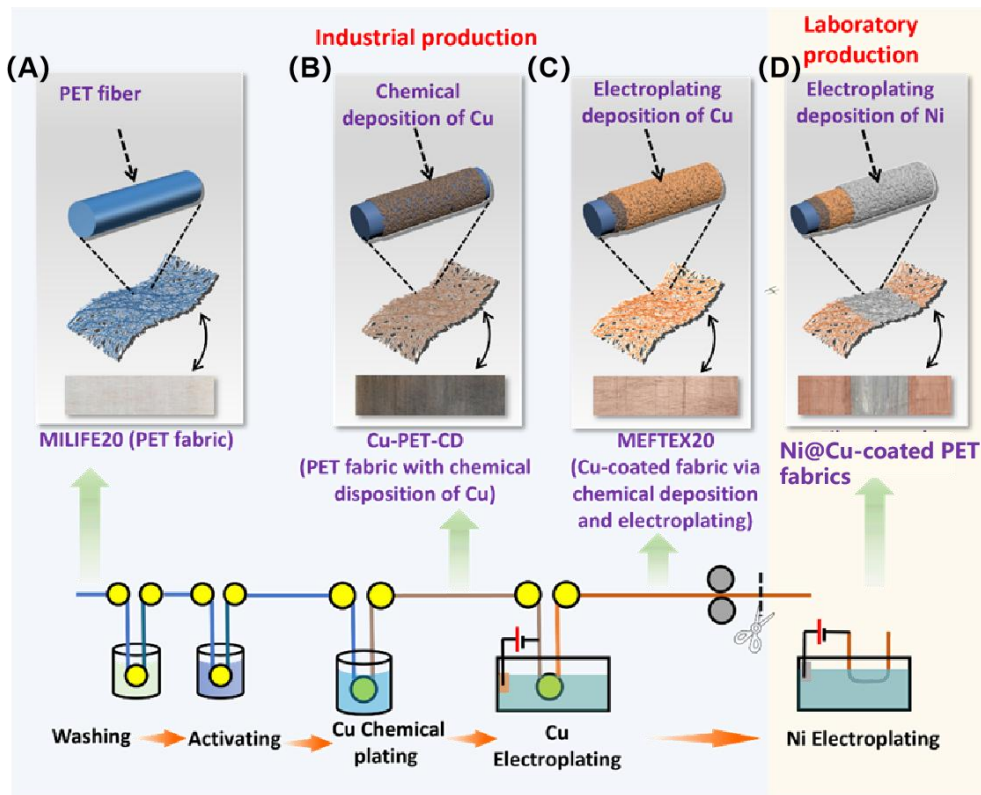 Industrial production
Laboratory
production
(A)
PET fiber
MILIFE20 (PET fabric)
(B)
Chemical
deposition of Cu
Cu-PET-CD
(PET fabric with chemical
disposition of Cu)
(C)
Electroplating
deposition of Cu
MEFTEX20
(Cu-coated fabric via
chemical deposition
and electroplating)
(D)
Electroplating
deposition of Ni
Ni@Cu-coated PET
fabrics
Washing
Activating
Cu Chemical
plating
Cu
Electroplating
Ni Electroplating